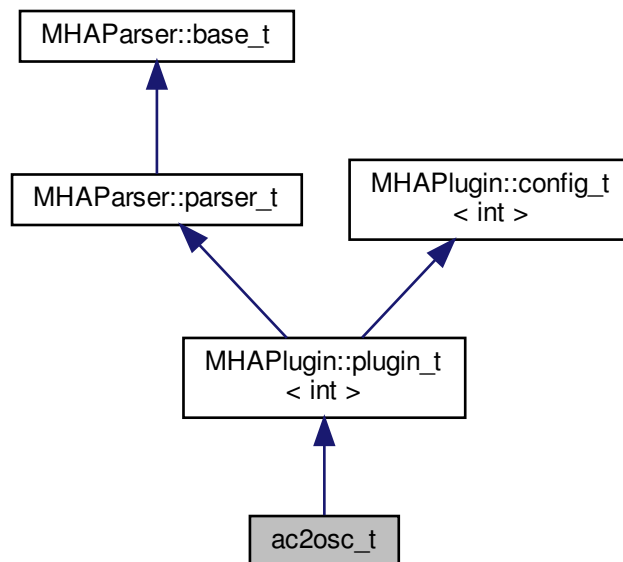 MHAParser::base_t
MHAParser::parser_t
MHAPlugin::config_t
< int >
MHAPlugin::plugin_t
< int >
ac2osc_t